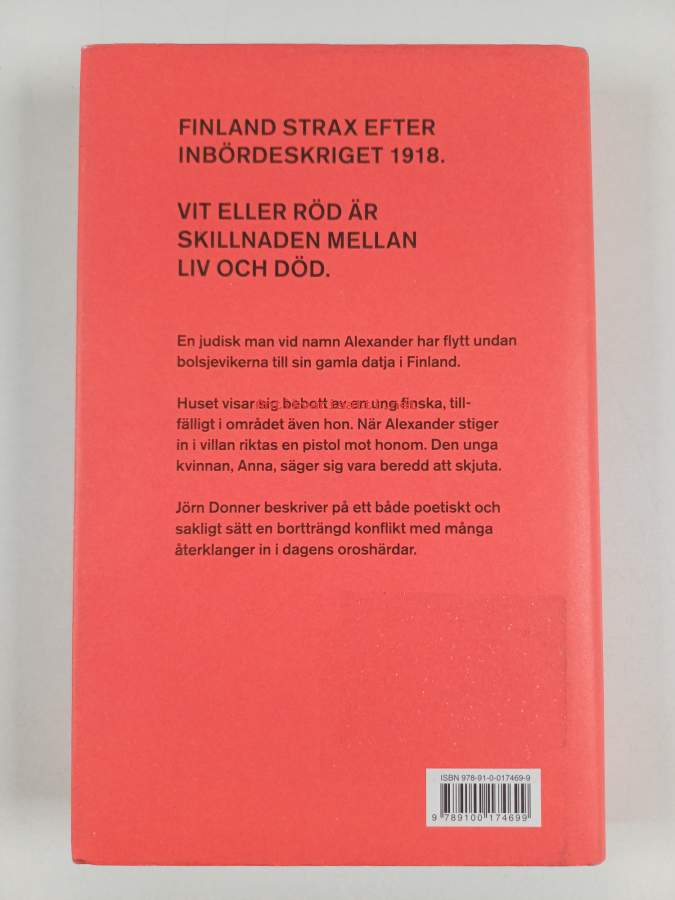 FINLAND STRAX EFTER
INBÖRDESKRIGET 1918.
VIT ELLER RÖD ÄR
SKILLNADEN MELLAN
LIV OCH DÖD.
En judisk man vid namn Alexander har flytt undan
bolsjevikerna till sin gamla datja i Finland.
Huset visar sig bebott av en ung finska, till-
fälligt i området även hon. När Alexander stiger
in i villan riktas en pistol mot honom. Den unga
kvinnan, Anna, säger sig vara beredd att skjuta.
Jörn Donner beskriver på ett både poetiskt och
sakligt sätt en bortträngd konflikt med många
återklanger in i dagens oroshärdar.
ISBN 978-91-0-017469-9
9 789100 174699